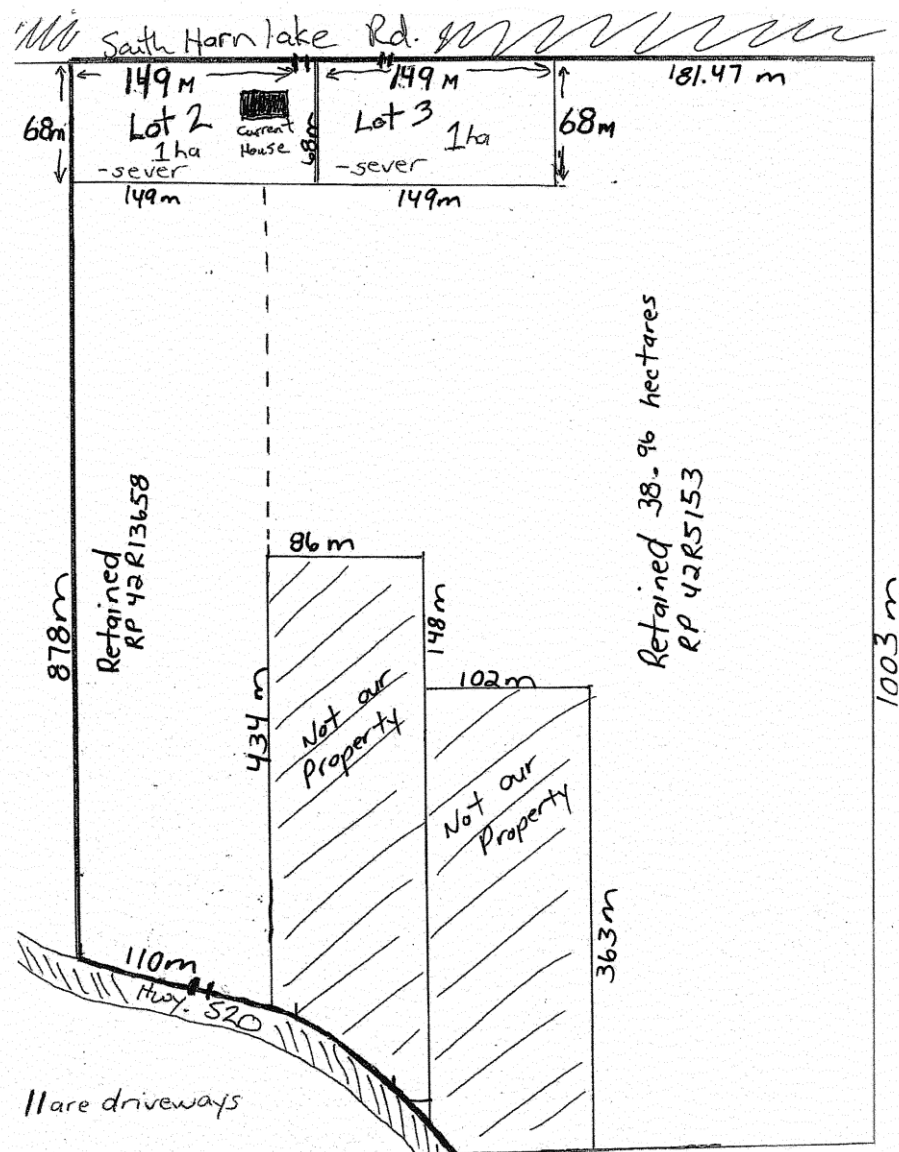 South Harn lake Rd.
149 M
149 M
181.47 m
68m
Lot 2
1ha
-sever
current
House
68m
Lot 3
1ha
-sever
68m
149m
149m
Retained 38.96 hectares
RP 42R5153
Retained
RP 42R13658
86 m
148m
878m
434 m
Not our
Property
102m
Not our
Property
1003 m
363m
110m
Hwy. 520
|| are driveways